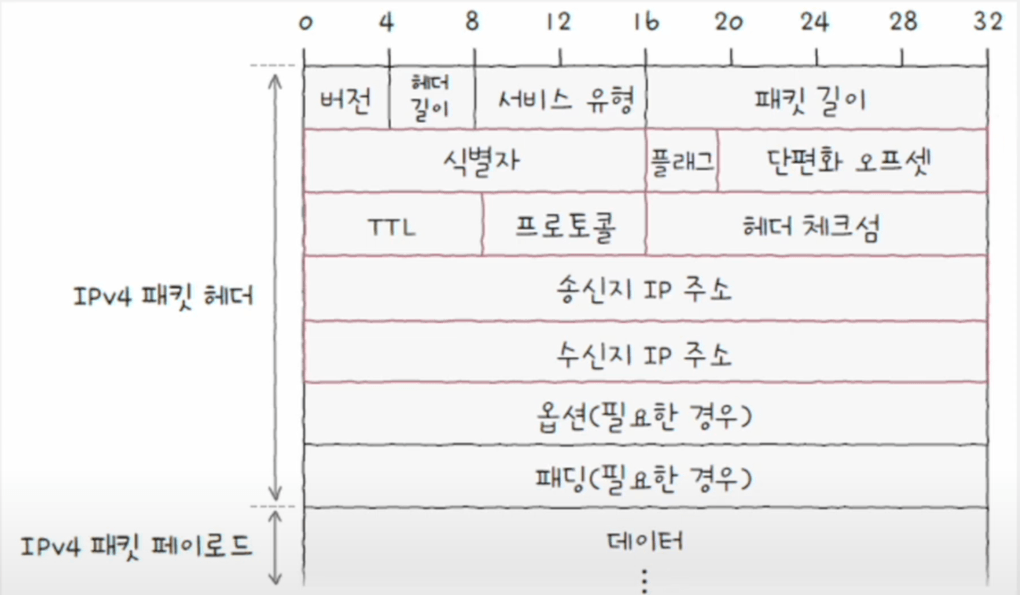 0 4 8 12 16 20 24 28 32
버전 헤더 길이 서비스 유형 패킷 길이
식별자 플래그 단편화 오프셋
TTL 프로토콜 헤더 체크섬
IPv4 패킷 헤더
송신지 IP 주소
수신지 IP 주소
옵션(필요한 경우)
패딩(필요한 경우)
IPv4 패킷 페이로드
데이터
⋮